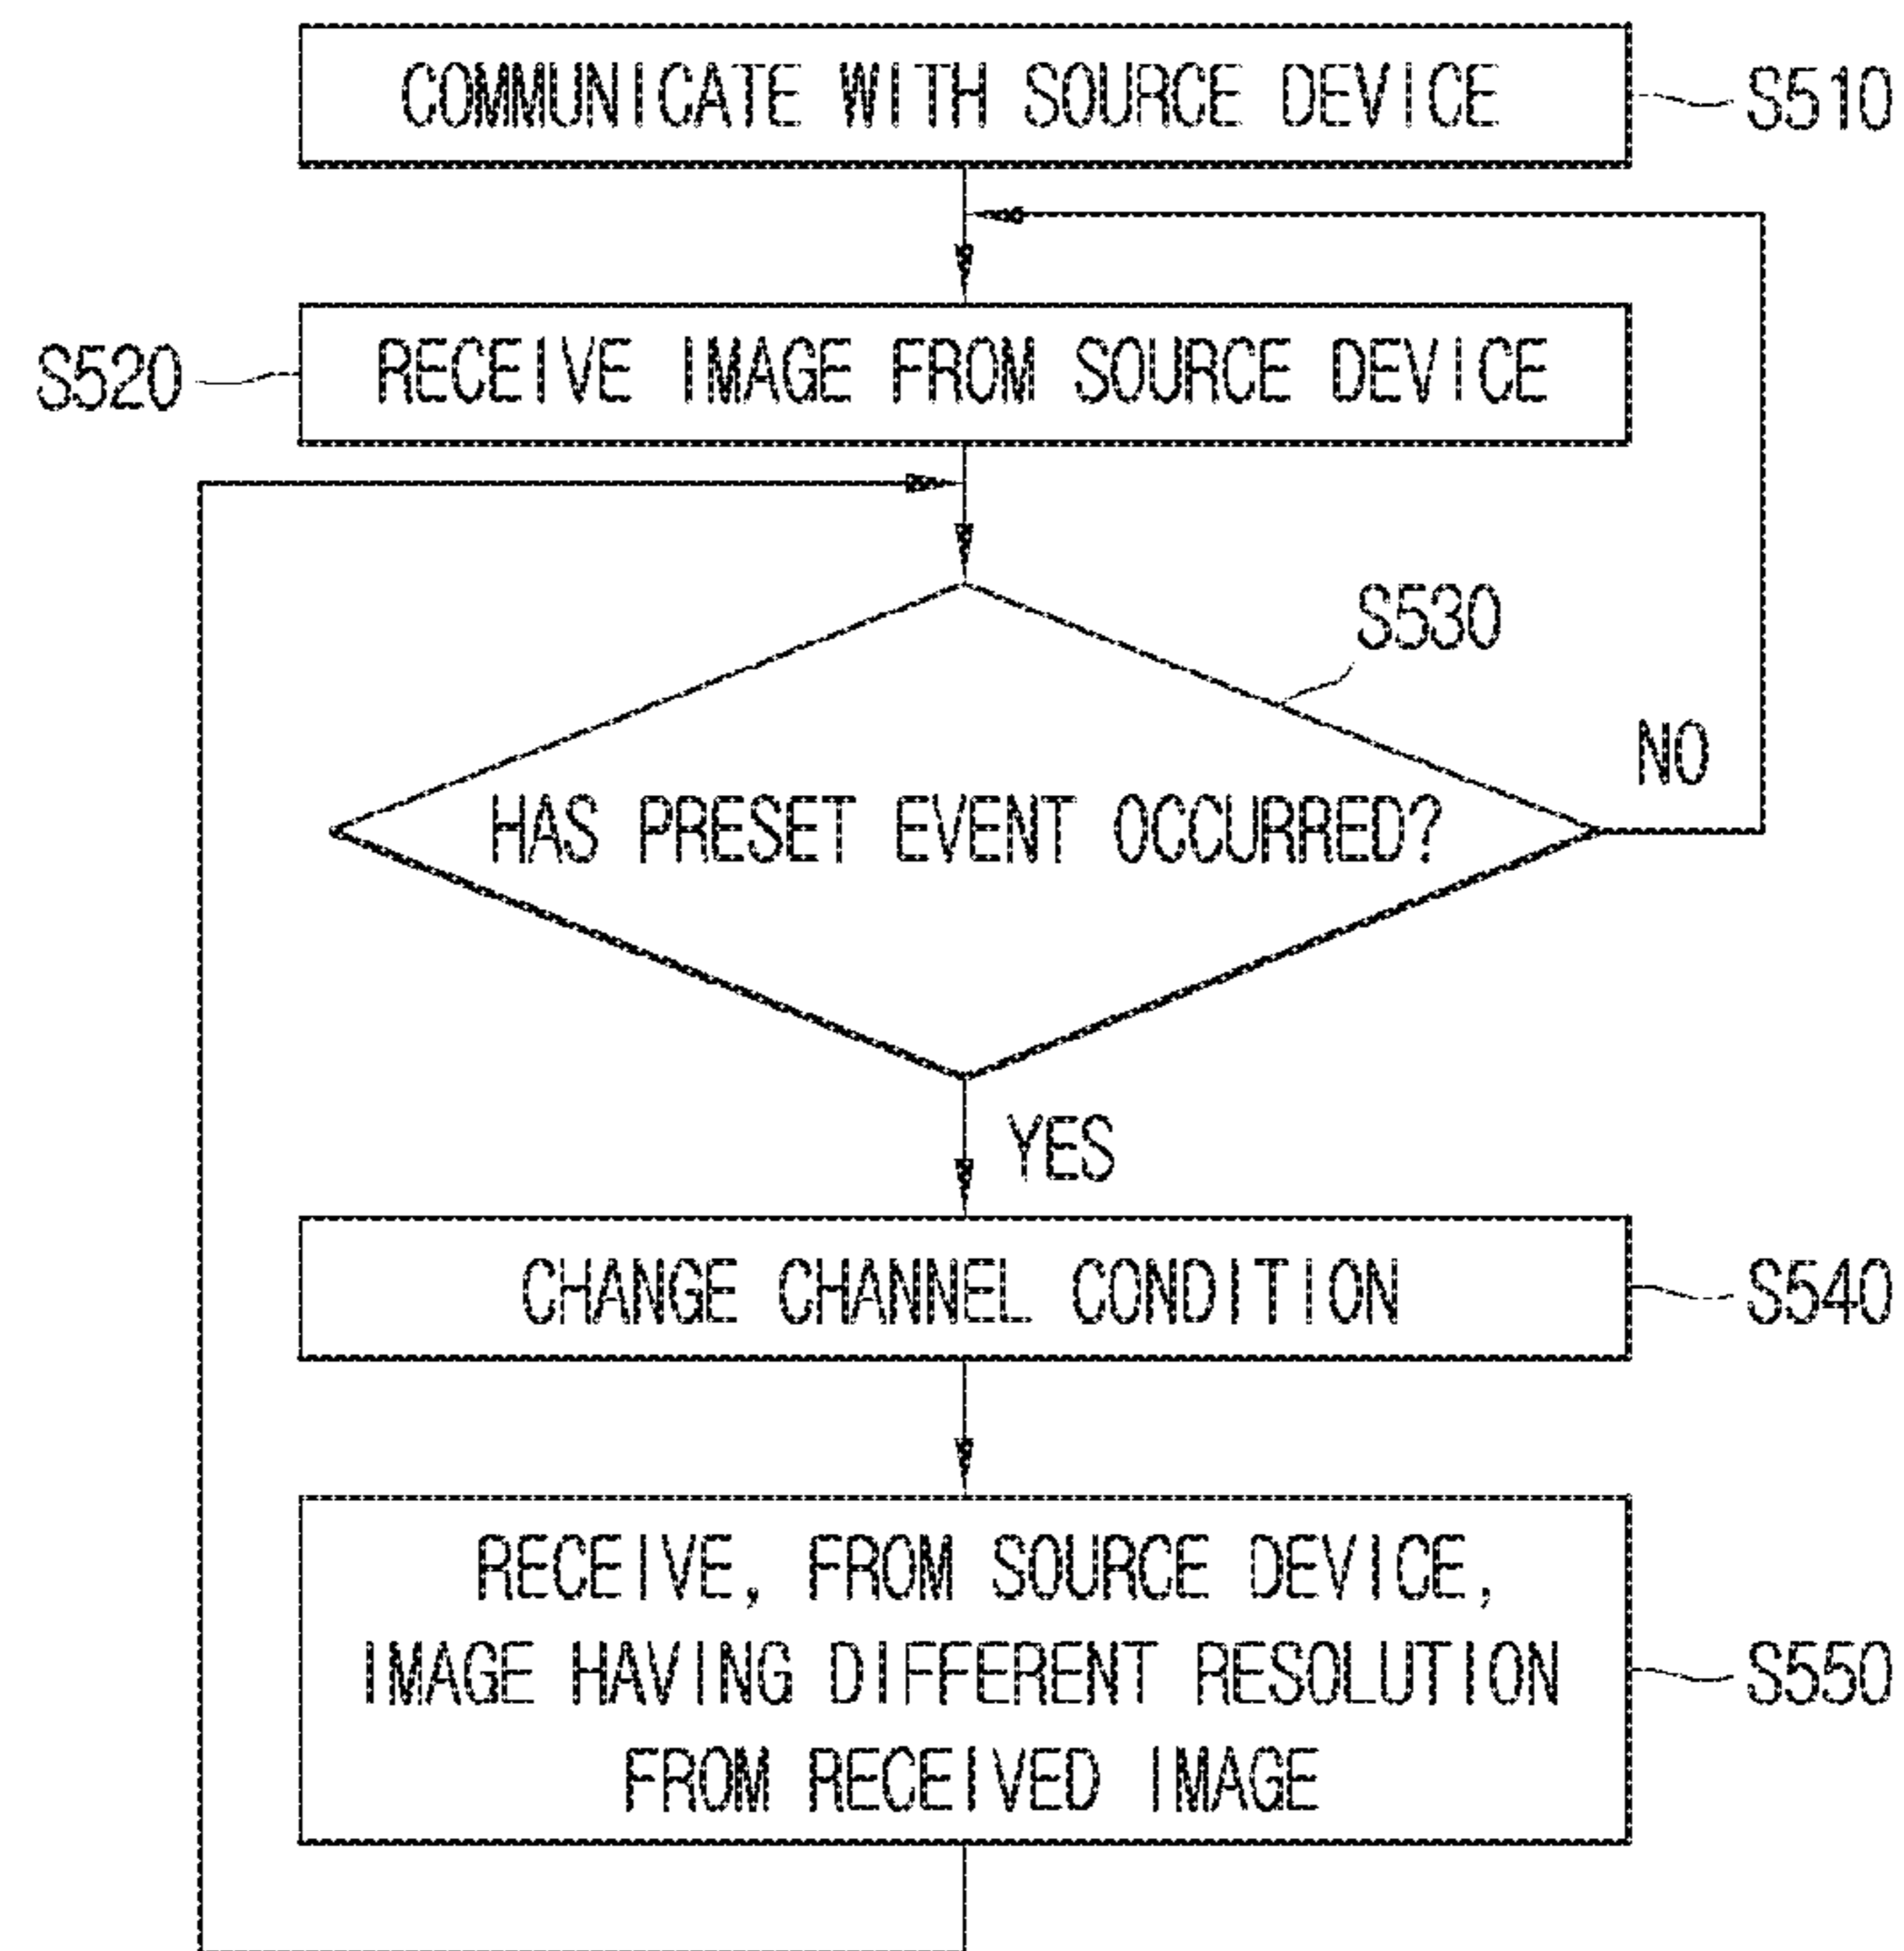 COMMUNICATE WITH SOURCE DEVICE
S510
S520
RECEIVE IMAGE FROM SOURCE DEVICE
S530
NO
HAS PRESET EVENT OCCURRED?
YES
CHANGE CHANNEL CONDITION
S540
RECEIVE, FROM SOURCE DEVICE,
IMAGE HAVING DIFFERENT RESOLUTION
FROM RECEIVED IMAGE
S550